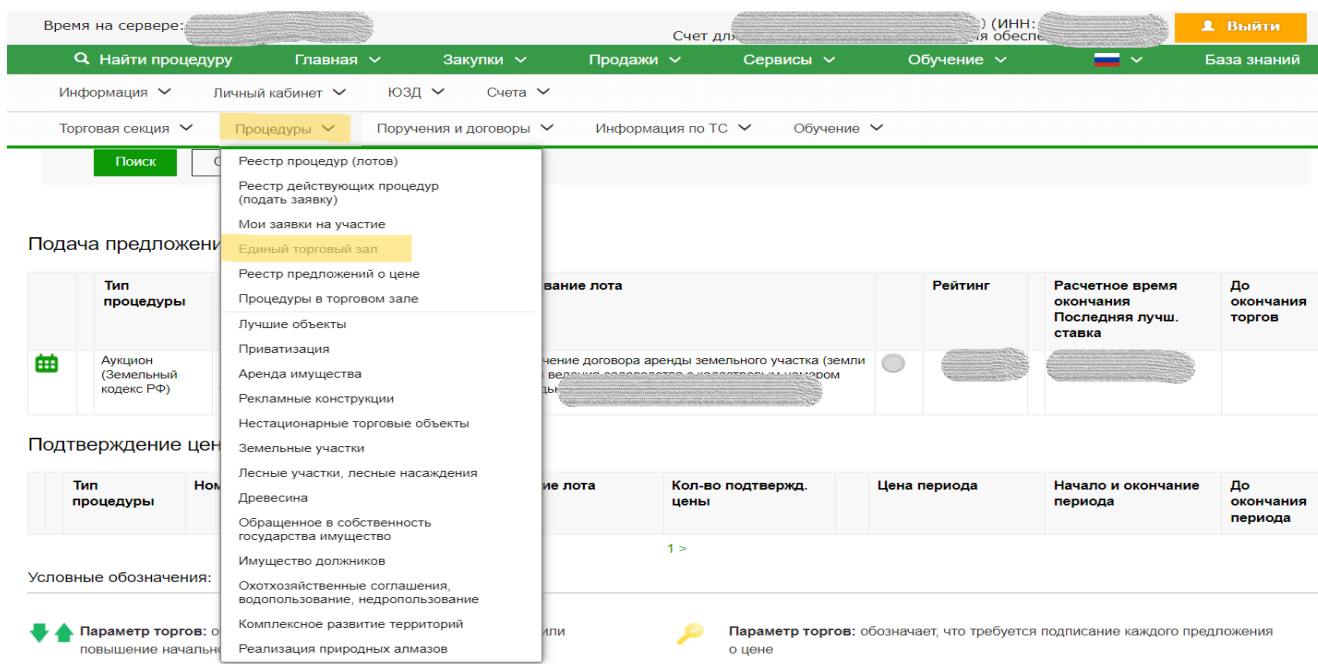 Время на сервере:
) (ИНН:
Счет для
я обеспе
Выйти
Найти процедуру
Главная
Закупки
Продажи
Сервисы
Обучение
База знаний
Информация
Личный кабинет
ЮЗД
Счета
Торговая секция
Процедуры
Поручения и договоры
Информация по ТС
Обучение
Поиск
Реестр процедур (лотов)
Реестр действующих процедур
(подать заявку)
Мои заявки на участие
Единый торговый зал
Реестр предложений о цене
Процедуры в торговом зале
Лучшие объекты
Приватизация
Аренда имущества
Рекламные конструкции
Нестационарные торговые объекты
Земельные участки
Лесные участки, лесные насаждения
Древесина
Обращенное в собственность
государства имущество
Имущество должников
Охотхозяйственные соглашения,
водопользование, недропользование
Комплексное развитие территорий
Реализация природных алмазов
Подача предложени
Тип
процедуры
вание лота
Рейтинг
Расчетное время
окончания
Последняя лучш.
ставка
До
окончания
торгов
Аукцион
(Земельный
кодекс РФ)
чение договора аренды земельного участка (земли
Подтверждение цен
Тип
процедуры
Ном
ие лота
Кол-во подтвержд.
цены
Цена периода
Начало и окончание
периода
До
окончания
периода
1 >
Условные обозначения:
Параметр торгов: о
или
повышение начально
Параметр торгов: обозначает, что требуется подписание каждого предложения
о цене